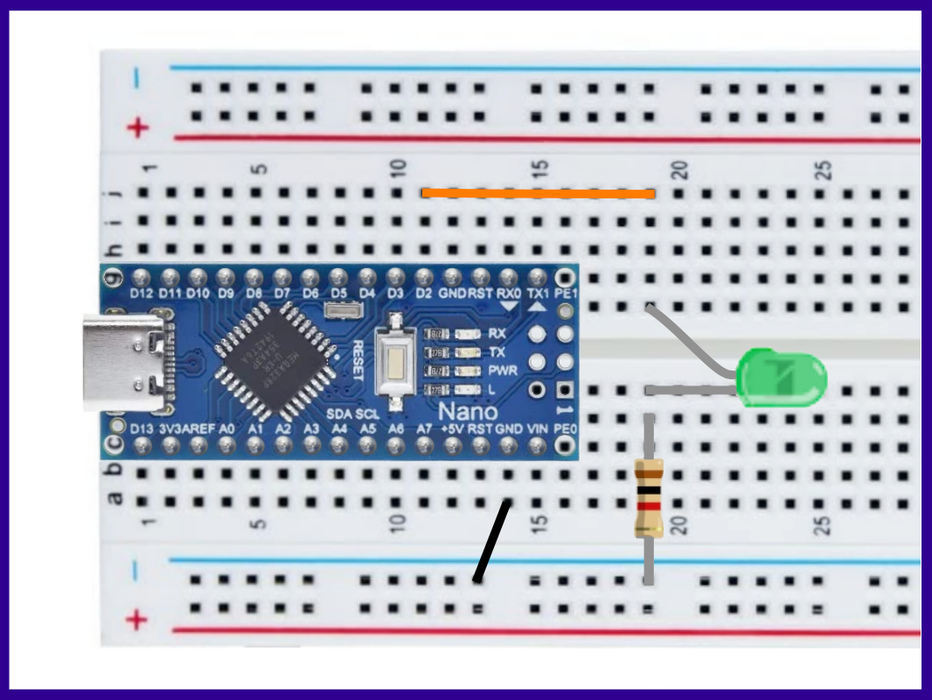 −
+
1 5 10 15 20 25
j
i
h
g
D12 D11 D10 D9 D8 D7 D6 D5 D4 D3 D2 GND RST RX0 TX1 PE1
RX
TX
PWR
L
RESET
1
SDA SCL
Nano
D13 3V3 AREF A0 A1 A2 A3 A4 A5 A6 A7 +5V RST GND VIN PE0
c
b
a
1 5 10 15 20 25
−
+